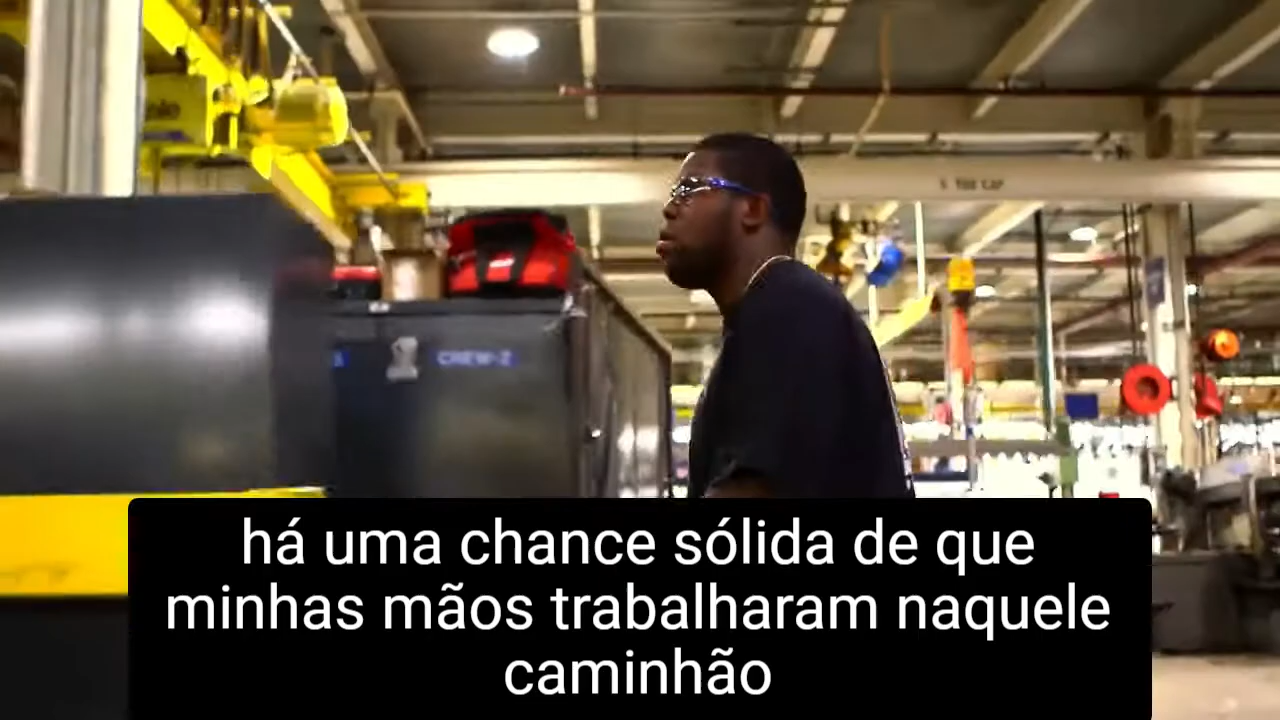 CREW-2
há uma chance sólida de que
minhas mãos trabalharam naquele
caminhão